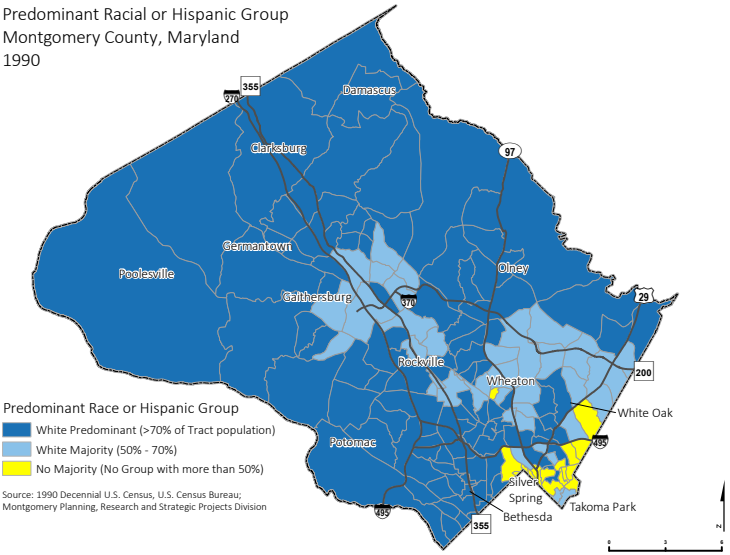 Predominant Racial or Hispanic Group
Montgomery County, Maryland
1990
355
270
Damascus
97
Clarksburg
Germantown
Olney
Poolesville
29
Gaithersburg
370
Rockville
200
Wheaton
White Oak
Potomac
495
Silver
Spring
Takoma Park
Bethesda
495
355
Predominant Race or Hispanic Group
White Predominant (>70% of Tract population)
White Majority (50% - 70%)
No Majority (No Group with more than 50%)
Source: 1990 Decennial U.S. Census, U.S. Census Bureau;
Montgomery Planning, Research and Strategic Projects Division
N
0 3 6